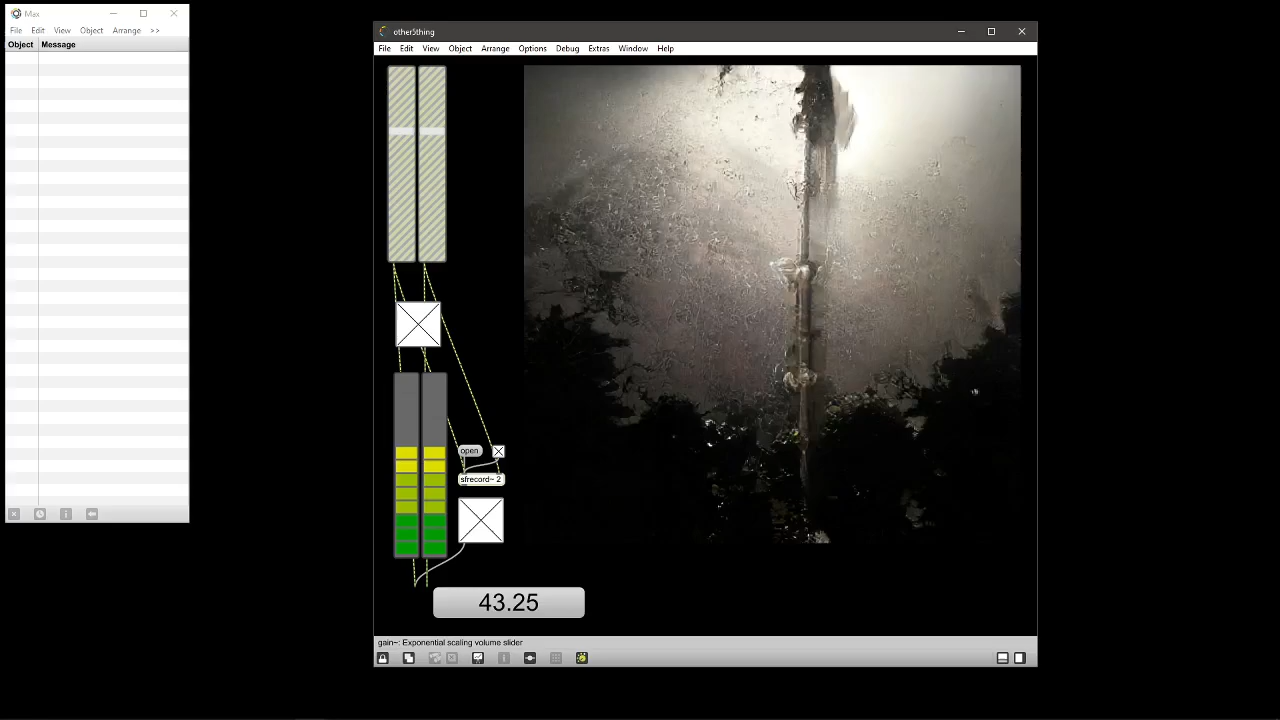 Max
File Edit View Object Arrange >>
Object Message
other5thing
File Edit View Object Arrange Options Debug Extras Window Help
open
sfrecord~ 2
43.25
gain~: Exponential scaling volume slider